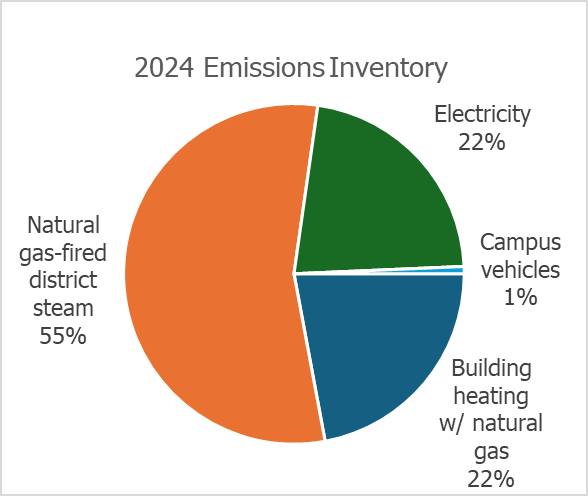 2024 Emissions Inventory
Electricity
22%
Campus
vehicles
1%
Building
heating
w/ natural
gas
22%
Natural
gas-fired
district
steam
55%